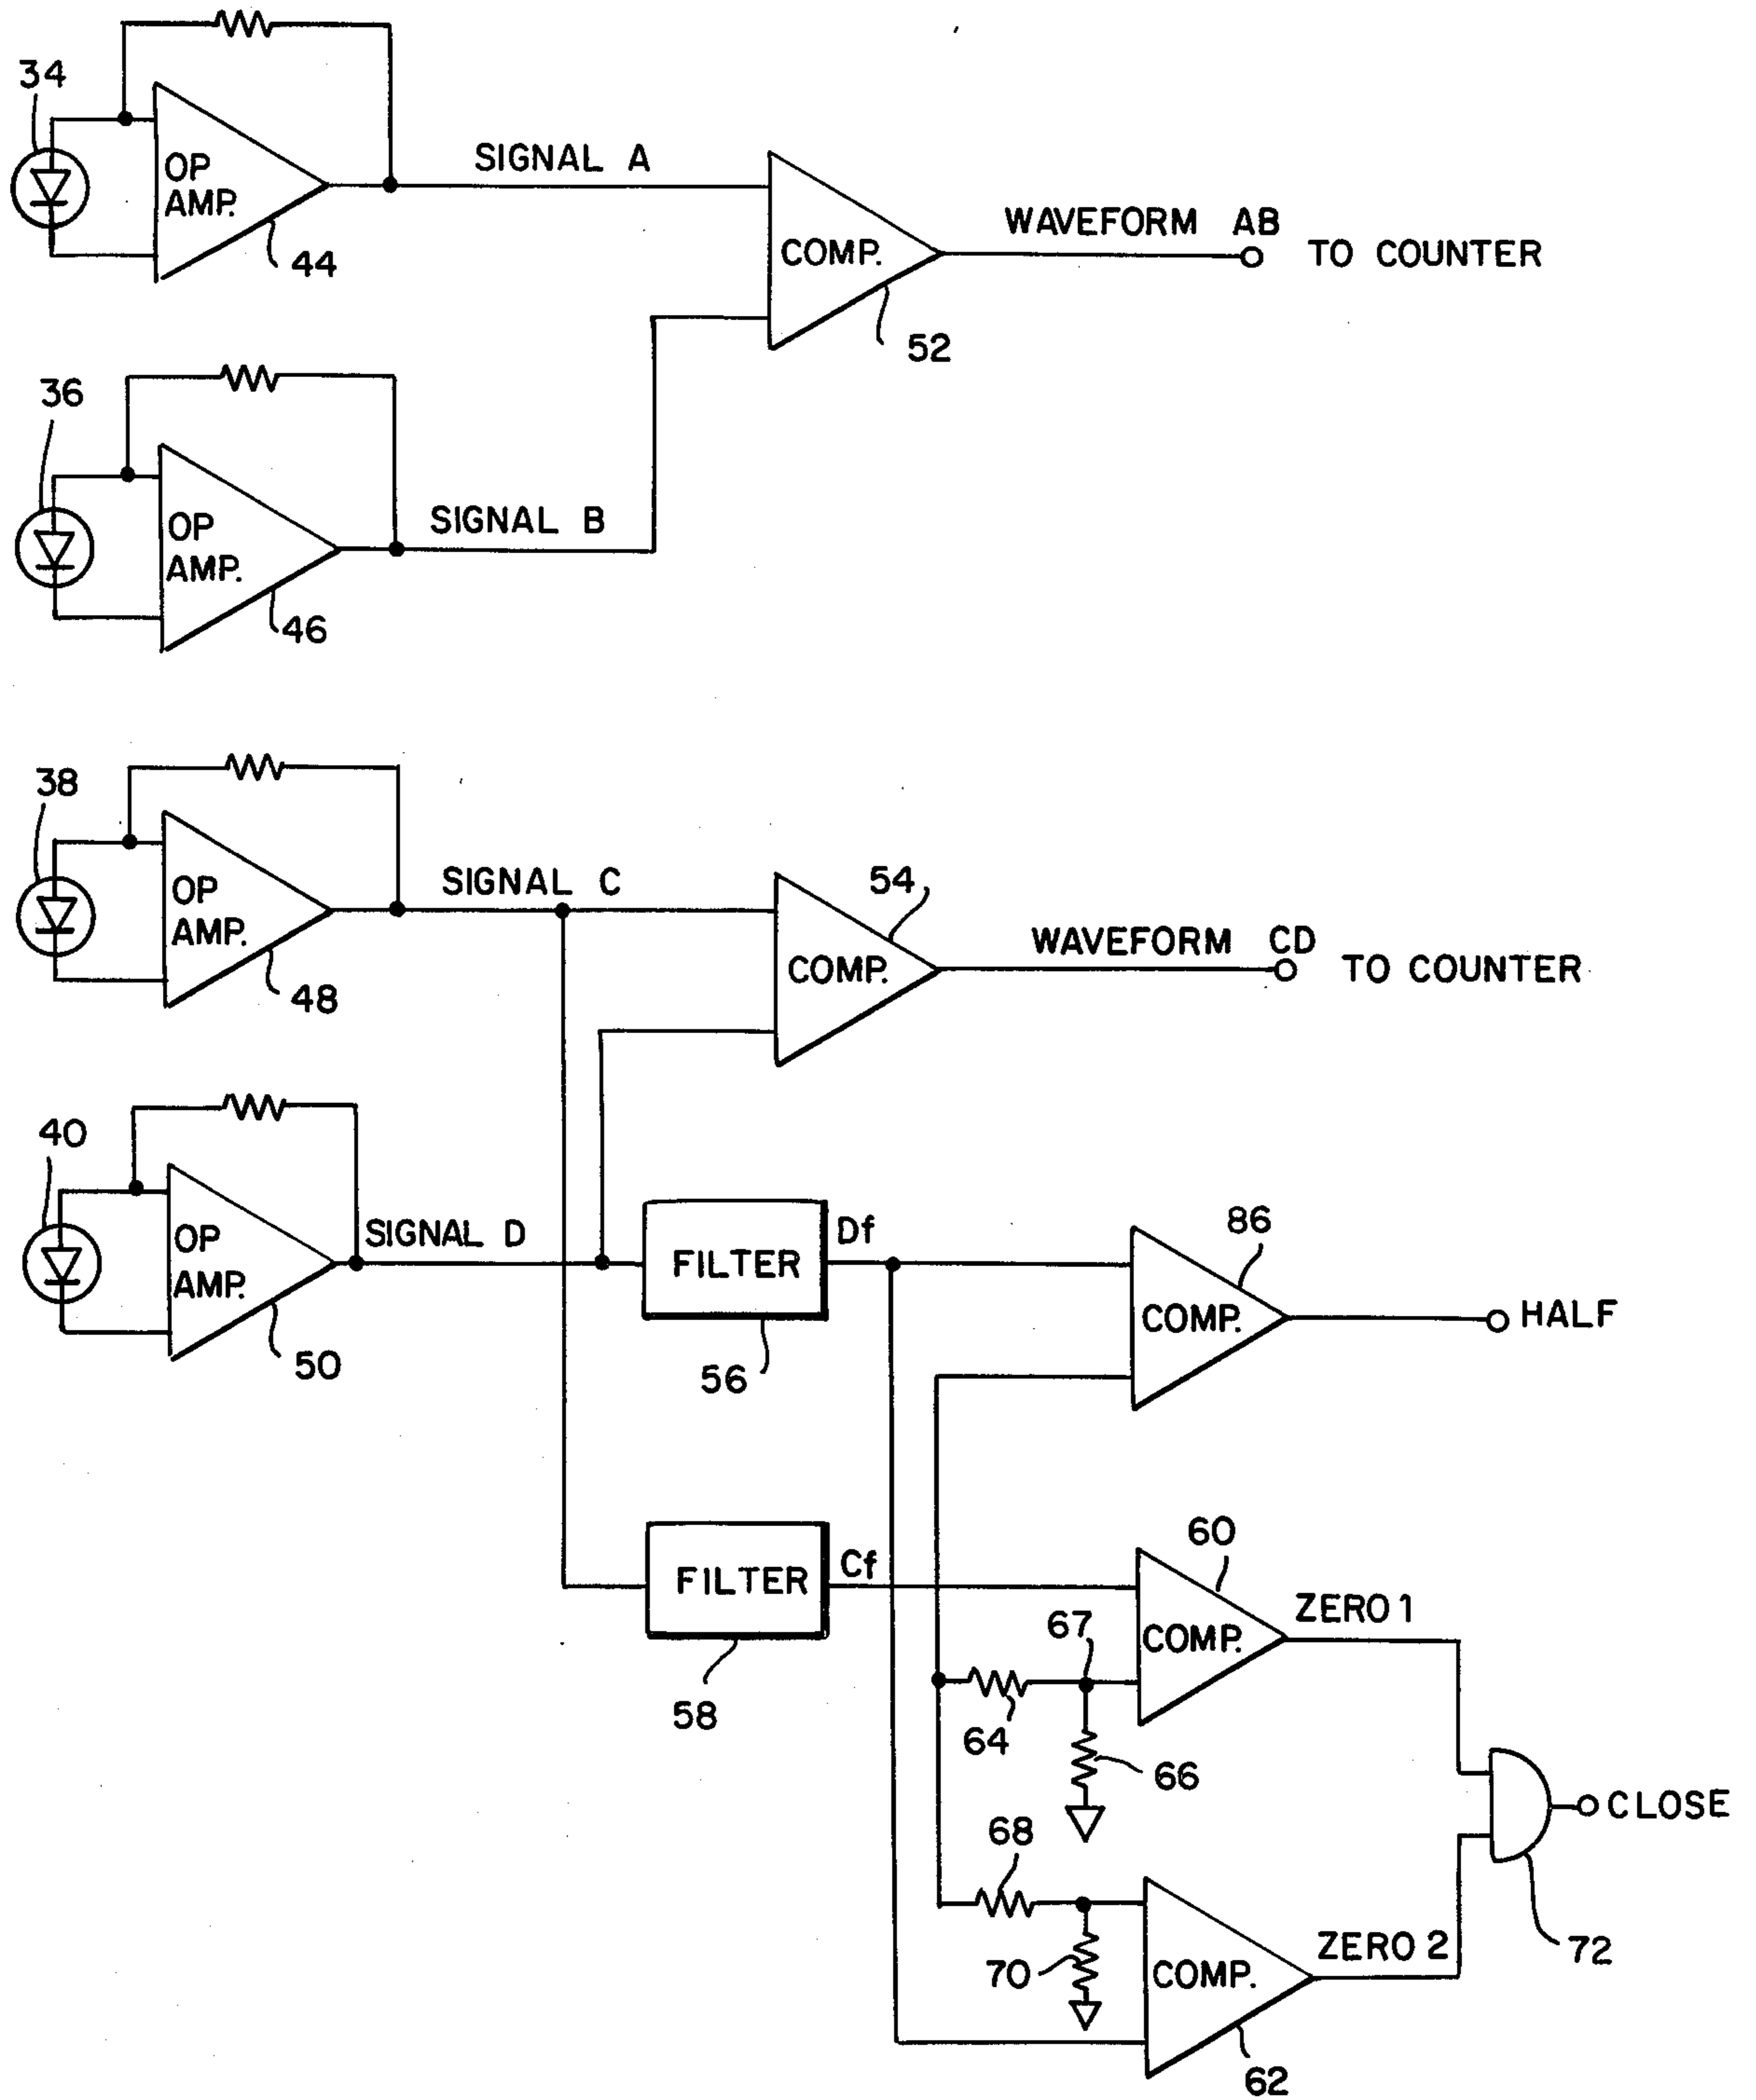 34
OP
AMP.
44
SIGNAL A
COMP.
52
WAVEFORM AB
TO COUNTER
36
OP
AMP.
46
SIGNAL B
38
OP
AMP.
48
SIGNAL C
54
COMP.
WAVEFORM CD
TO COUNTER
40
OP
AMP.
50
SIGNAL D
FILTER
56
Df
86
COMP.
HALF
FILTER
58
Cf
60
COMP.
ZERO 1
67
64
66
68
70
COMP.
62
ZERO 2
72
CLOSE